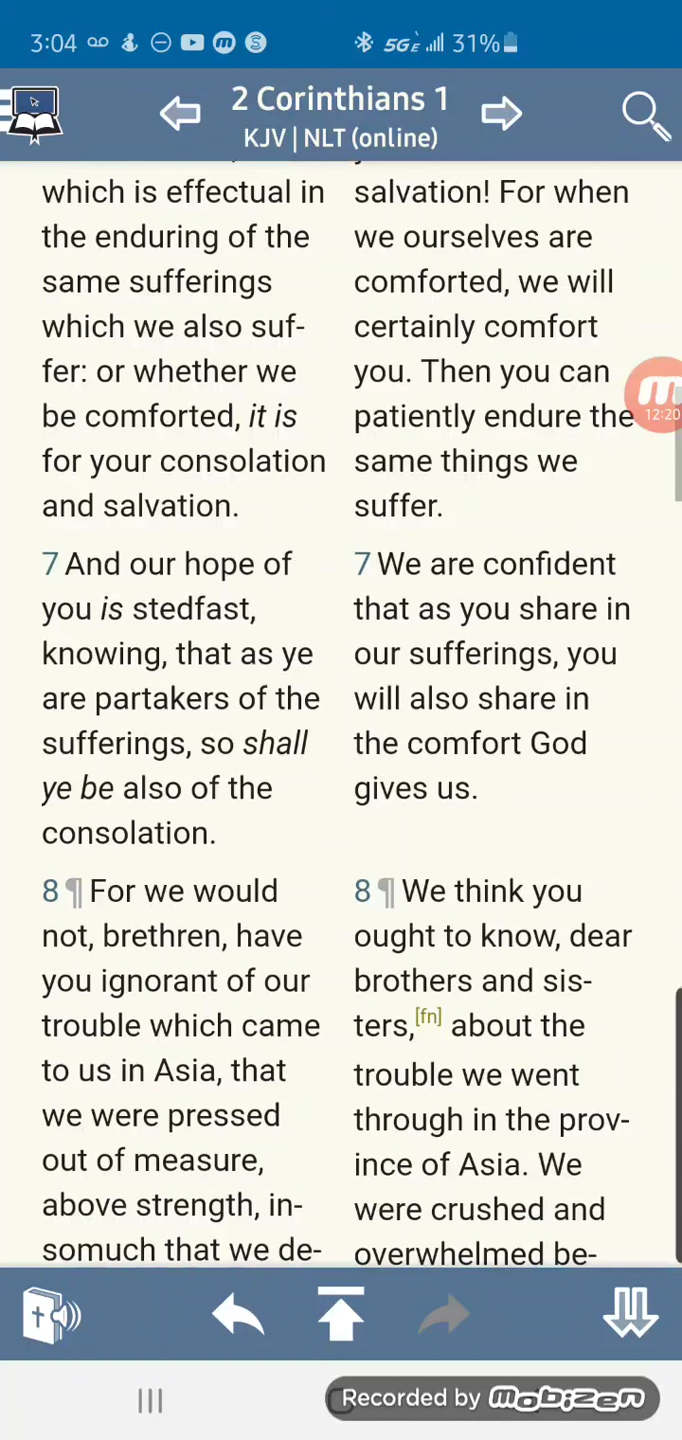 3:04
5GE 31%
2 Corinthians 1
KJV | NLT (online)
which is effectual in
the enduring of the
same sufferings
which we also suf-
fer: or whether we
be comforted, it is
for your consolation
and salvation.
7 And our hope of
you is stedfast,
knowing, that as ye
are partakers of the
sufferings, so shall
ye be also of the
consolation.
8 ¶ For we would
not, brethren, have
you ignorant of our
trouble which came
to us in Asia, that
we were pressed
out of measure,
above strength, in-
somuch that we de-
salvation! For when
we ourselves are
comforted, we will
certainly comfort
you. Then you can
patiently endure the
same things we
suffer.
7 We are confident
that as you share in
our sufferings, you
will also share in
the comfort God
gives us.
8 ¶ We think you
ought to know, dear
brothers and sis-
ters,[fn] about the
trouble we went
through in the prov-
ince of Asia. We
were crushed and
overwhelmed be-
m
12:20
Recorded by mobizen